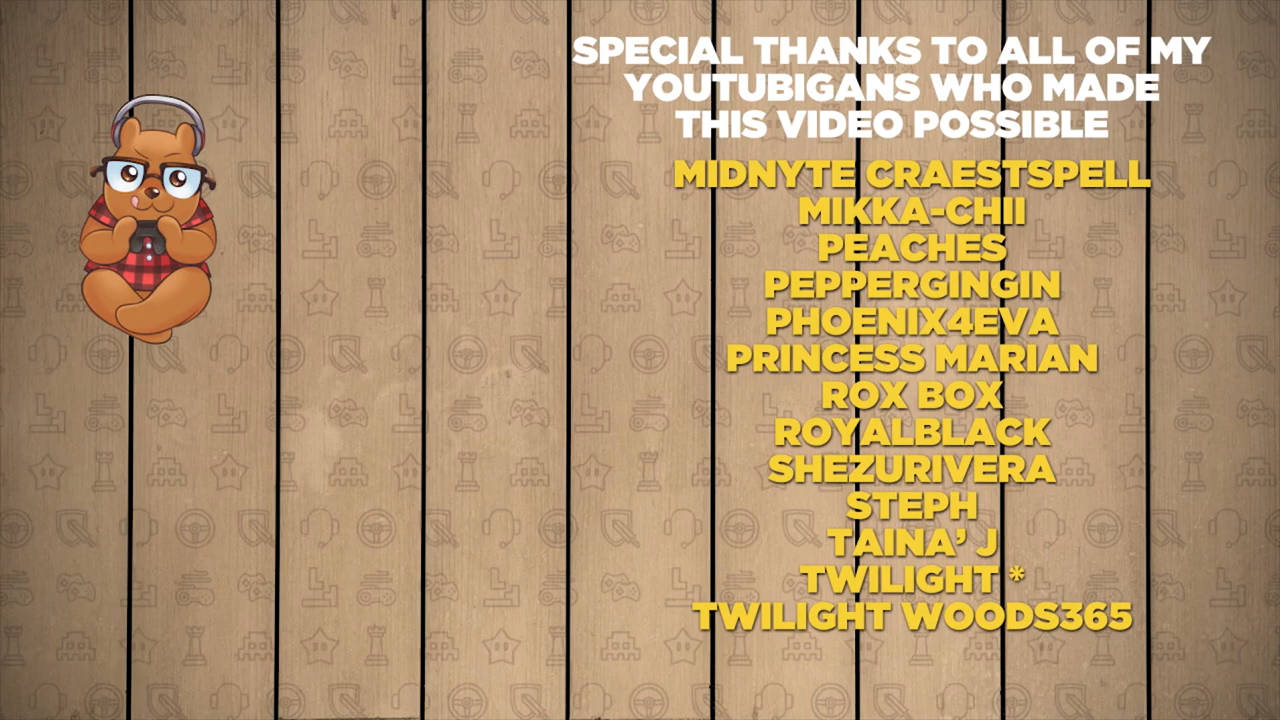 SPECIAL THANKS TO ALL OF MY
YOUTUBIGANS WHO MADE
THIS VIDEO POSSIBLE
MIDNYTE CRAESTSPELL
MIKKA-CHII
PEACHES
PEPPERGINGIN
PHOENIX4EVA
PRINCESS MARIAN
ROX BOX
ROYALBLACK
SHEZURIVERA
STEPH
TAINA’ J
TWILIGHT *
TWILIGHT WOODS365